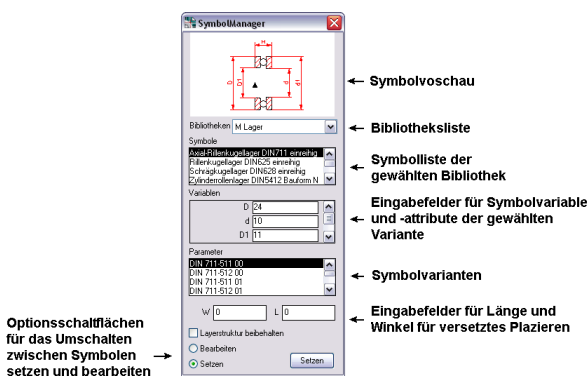 SymbolManager
H
D
D1
d
d1
Symbolvoschau
Bibliotheken M Lager
Bibliotheksliste
Symbole
Axial-Rillenkugellager DIN711 einreihig
Rillenkugellager DIN625 einreihig
Schrägkugellager DIN628 einreihig
Zylinderrollenlager DIN5412 Bauform N
Symbolliste der
gewählten Bibliothek
Variablen
D 24
d 10
D1 11
Eingabefelder für Symbolvariable
und -attribute der gewählten
Variante
Parameter
DIN 711-511 00
DIN 711-512 00
DIN 711-511 01
DIN 711-512 01
Symbolvarianten
W 0 L 0
Eingabefelder für Länge und
Winkel für versetztes Plazieren
Layerstruktur beibehalten
Bearbeiten
Setzen
Setzen
Optionsschaltflächen
für das Umschalten
zwischen Symbolen
setzen und bearbeiten